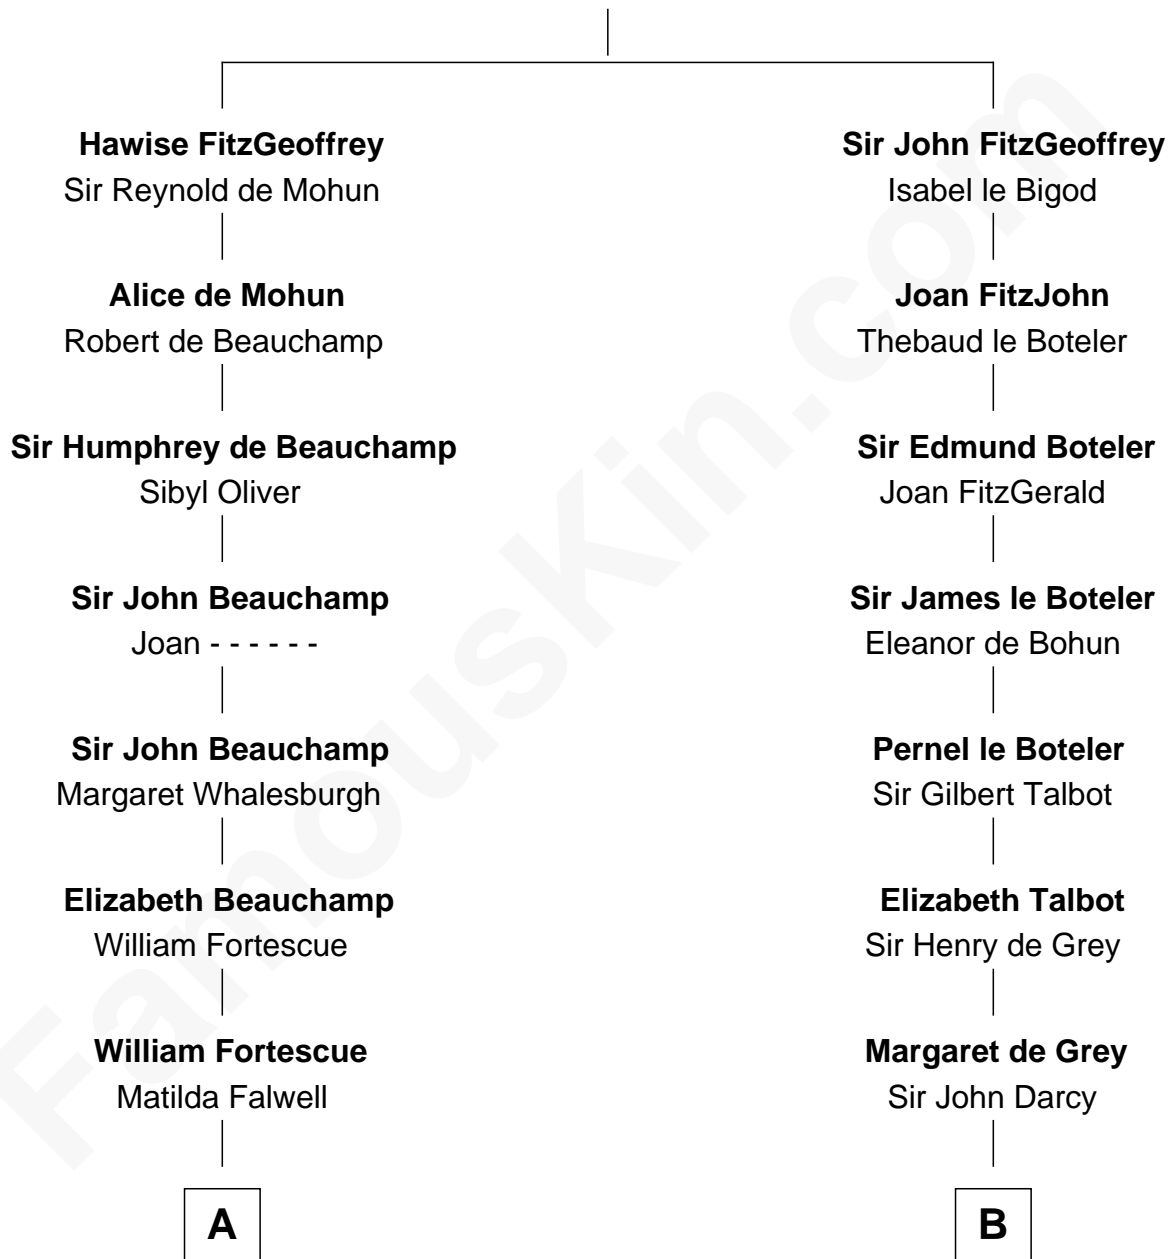 Hawise FitzGeoffrey
Sir Reynold de Mohun
Alice de Mohun
Robert de Beauchamp
Sir Humphrey de Beauchamp
Sibyl Oliver
Sir John Beauchamp
Joan - - - - - -
Sir John Beauchamp
Margaret Whalesburgh
Elizabeth Beauchamp
William Fortescue
William Fortescue
Matilda Falwell
A
Sir John FitzGeoffrey
Isabel le Bigod
Joan FitzJohn
Thebaud le Boteler
Sir Edmund Boteler
Joan FitzGerald
Sir James le Boteler
Eleanor de Bohun
Pernel le Boteler
Sir Gilbert Talbot
Elizabeth Talbot
Sir Henry de Grey
Margaret de Grey
Sir John Darcy
B
FamousKin.com